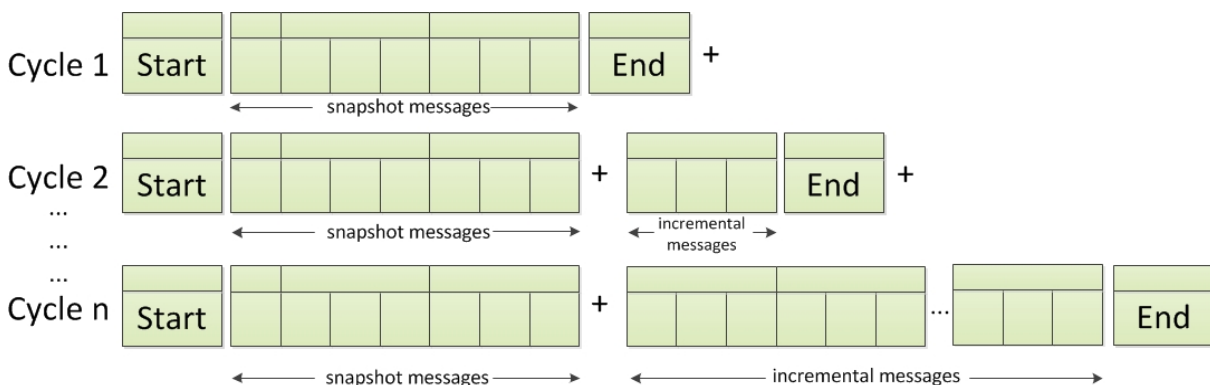 Cycle 1 Start End +
snapshot messages
Cycle 2 Start + End +
snapshot messages
incremental
messages
...
...
...
Cycle n Start + ... End
snapshot messages incremental messages